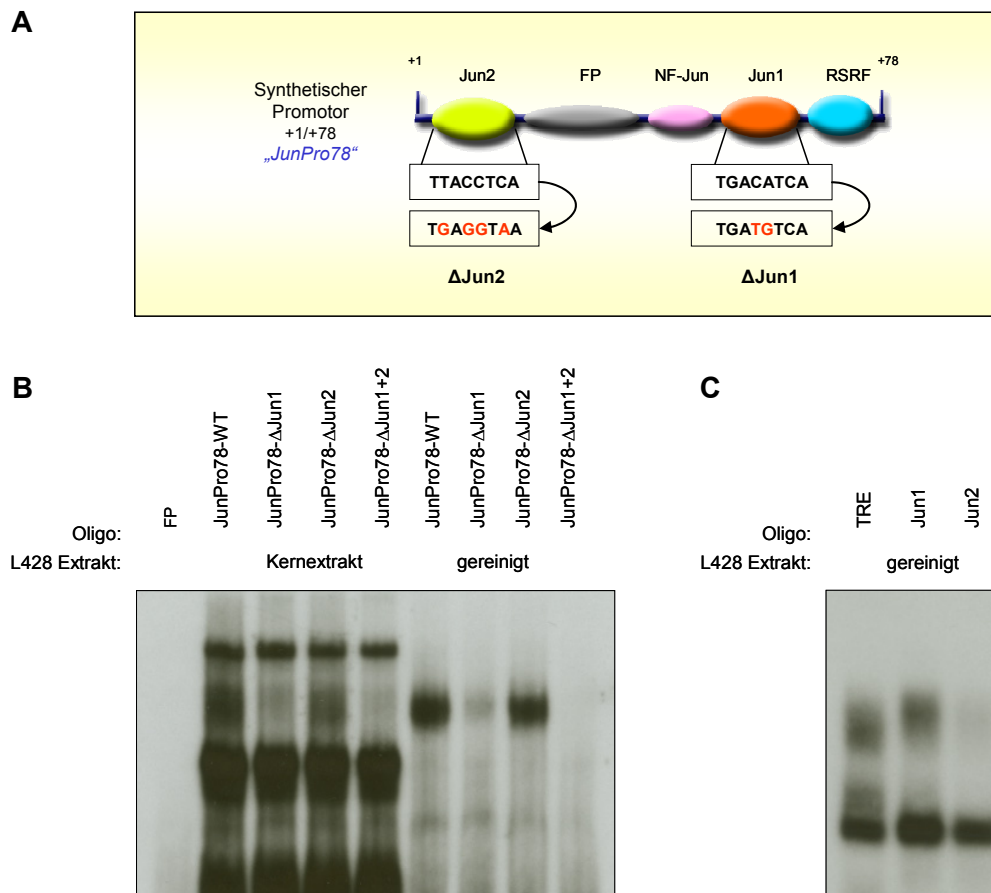 A
+1
Jun2
FP
NF-Jun
Jun1
RSRF
+78
Synthetischer
Promotor
+1/+78
„JunPro78“
TTACCTCA
TGACATCA
TGAGGTAA
TGATGTCA
ΔJun2
ΔJun1
B
C
Oligo:
FP
JunPro78-WT
JunPro78-ΔJun1
JunPro78-ΔJun2
JunPro78-ΔJun1+2
JunPro78-WT
JunPro78-ΔJun1
JunPro78-ΔJun2
JunPro78-ΔJun1+2
L428 Extrakt:
Kernextrakt
gereinigt
Oligo:
TRE
Jun1
Jun2
L428 Extrakt:
gereinigt